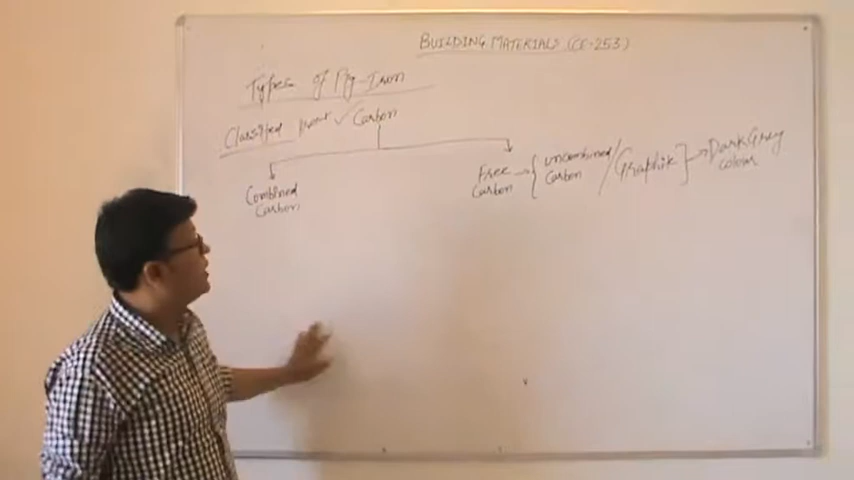 BUILDING MATERIALS (CE-253)
Types of Pig-Iron
Classified Carbon
Combined
Carbon
Free
Carbon
uncombined
Carbon
/ Graphite
Dark Grey
colour